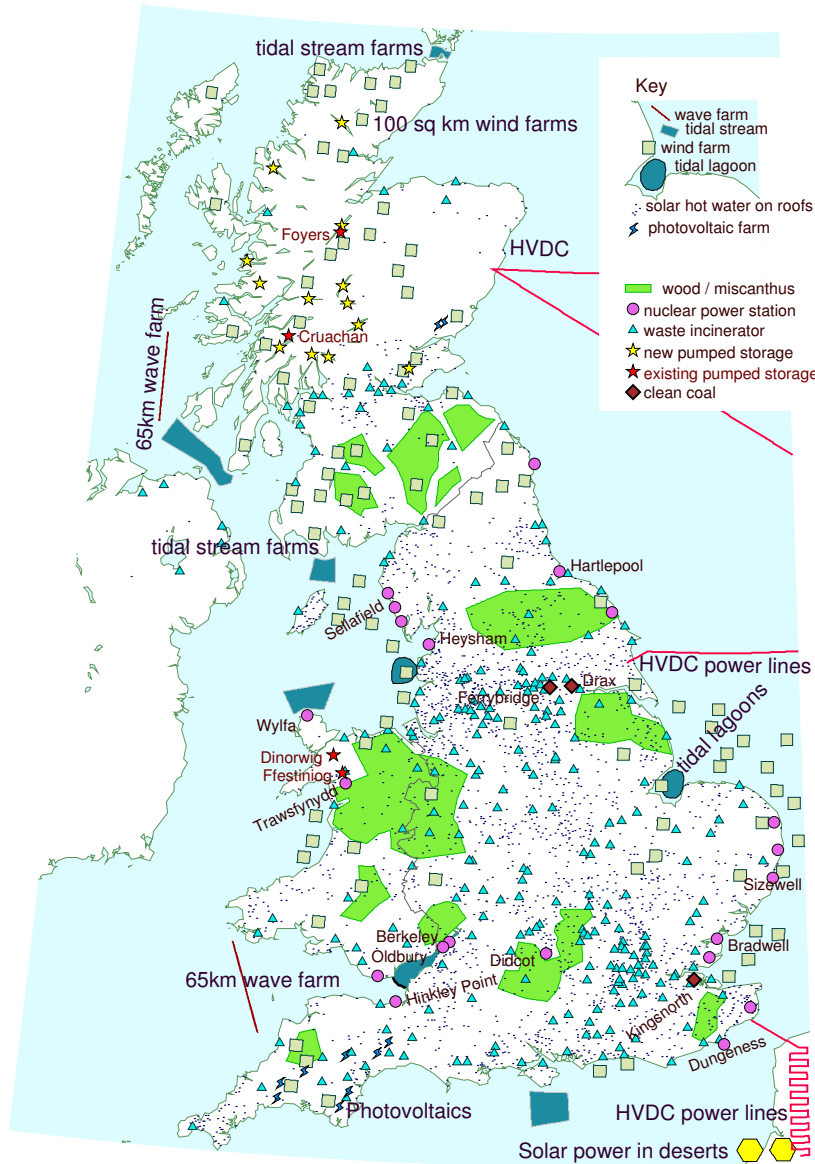 tidal stream farms
100 sq km wind farms
Key
wave farm
tidal stream
wind farm
tidal lagoon
solar hot water on roofs
photovoltaic farm
wood / miscanthus
nuclear power station
waste incinerator
new pumped storage
existing pumped storage
clean coal
Foyers
HVDC
Cruachan
65km wave farm
tidal stream farms
Hartlepool
Sellafield
Heysham
HVDC power lines
Drax
Ferrybridge
tidal lagoons
Wylfa
Dinorwig
Ffestiniog
Trawsfynydd
Sizewell
Berkeley
Oldbury
Didcot
Bradwell
65km wave farm
Hinkley Point
Kingsnorth
Dungeness
Photovoltaics
HVDC power lines
Solar power in deserts